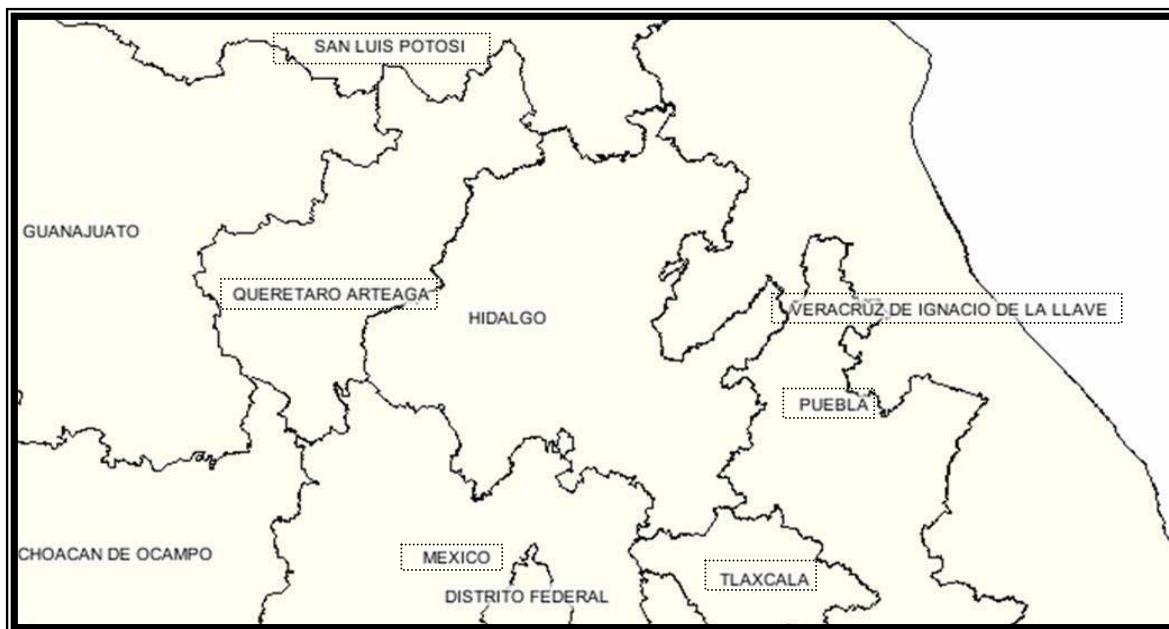 SAN LUIS POTOSI
GUANAJUATO
QUERETARO ARTEAGA
HIDALGO
VERACRUZ DE IGNACIO DE LA LLAVE
PUEBLA
CHOACAN DE OCAMPO
MEXICO
TLAXCALA
DISTRITO FEDERAL